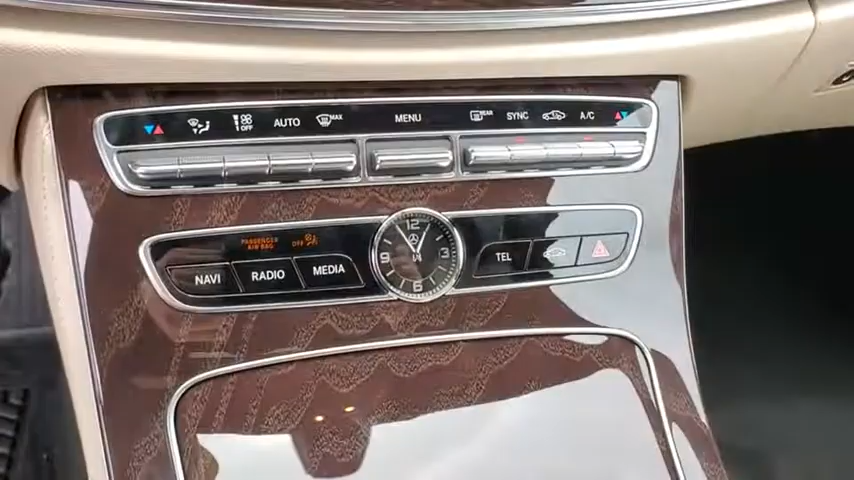 OFF AUTO MAX MENU REAR SYNC A/C
PASSENGER
AIR BAG OFF
12
9 3
6
NAVI RADIO MEDIA TEL